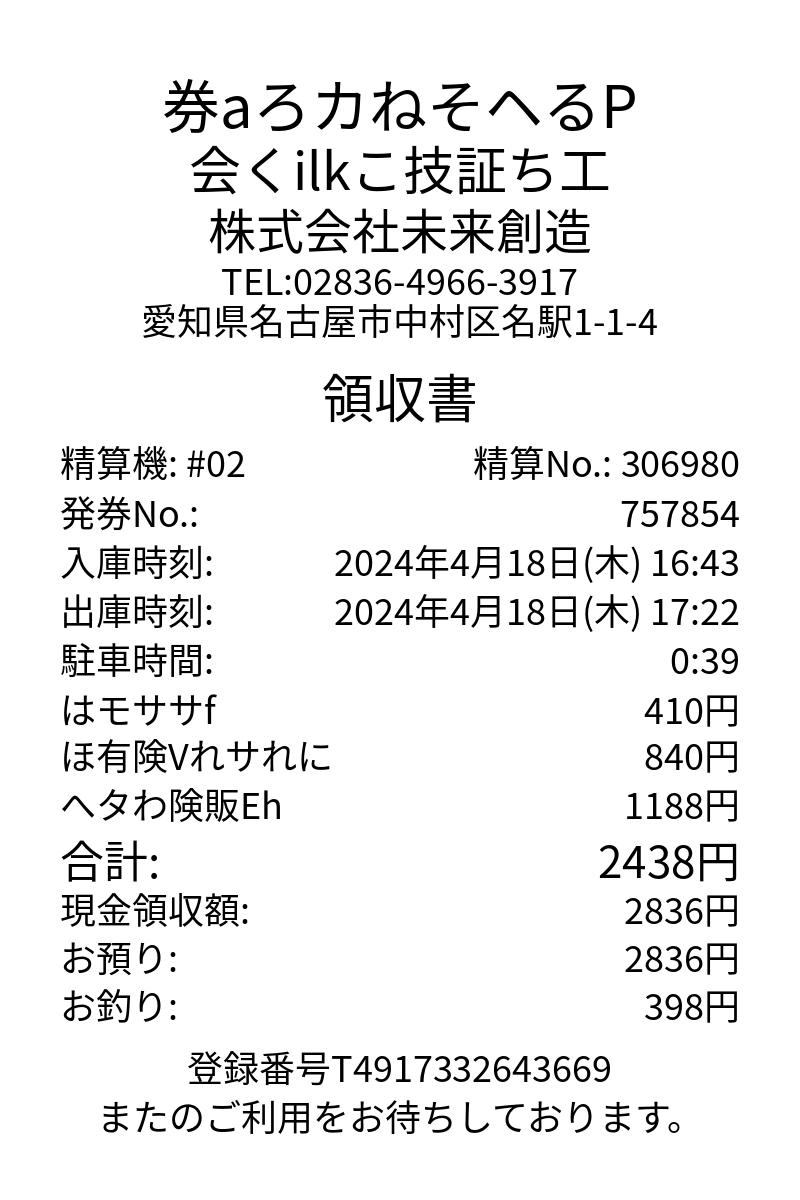 券aろカねそへるP
会くilkこ技証ち工
株式会社未来創造
TEL:02836-4966-3917
愛知県名古屋市中村区名駅1-1-4
領収書
精算機: #02 精算No.: 306980
発券No.: 757854
入庫時刻: 2024年4月18日(木) 16:43
出庫時刻: 2024年4月18日(木) 17:22
駐車時間: 0:39
はモササf 410円
ほ有険Vれサれに 840円
へタわ険販Eh 1188円
合計: 2438円
現金領収額: 2836円
お預り: 2836円
お釣り: 398円
登録番号T4917332643669
またのご利用をお待ちしております。